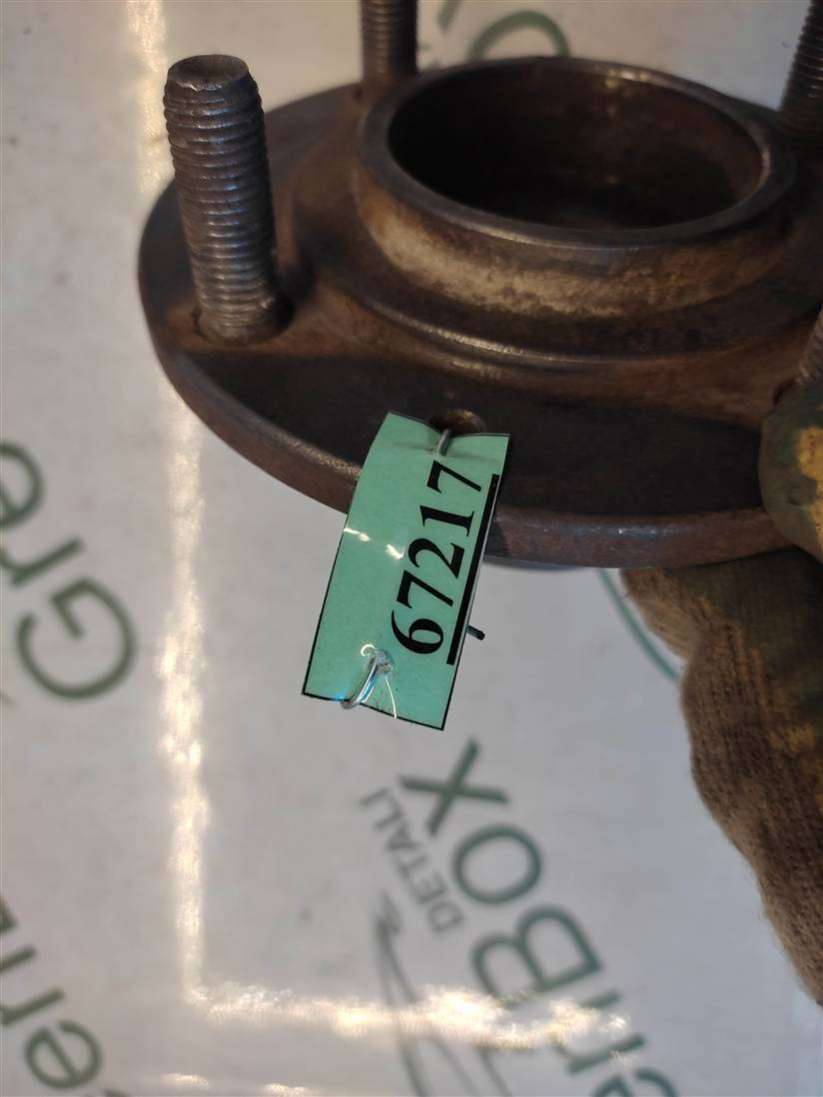 67217
DETALI
Gre
BOX